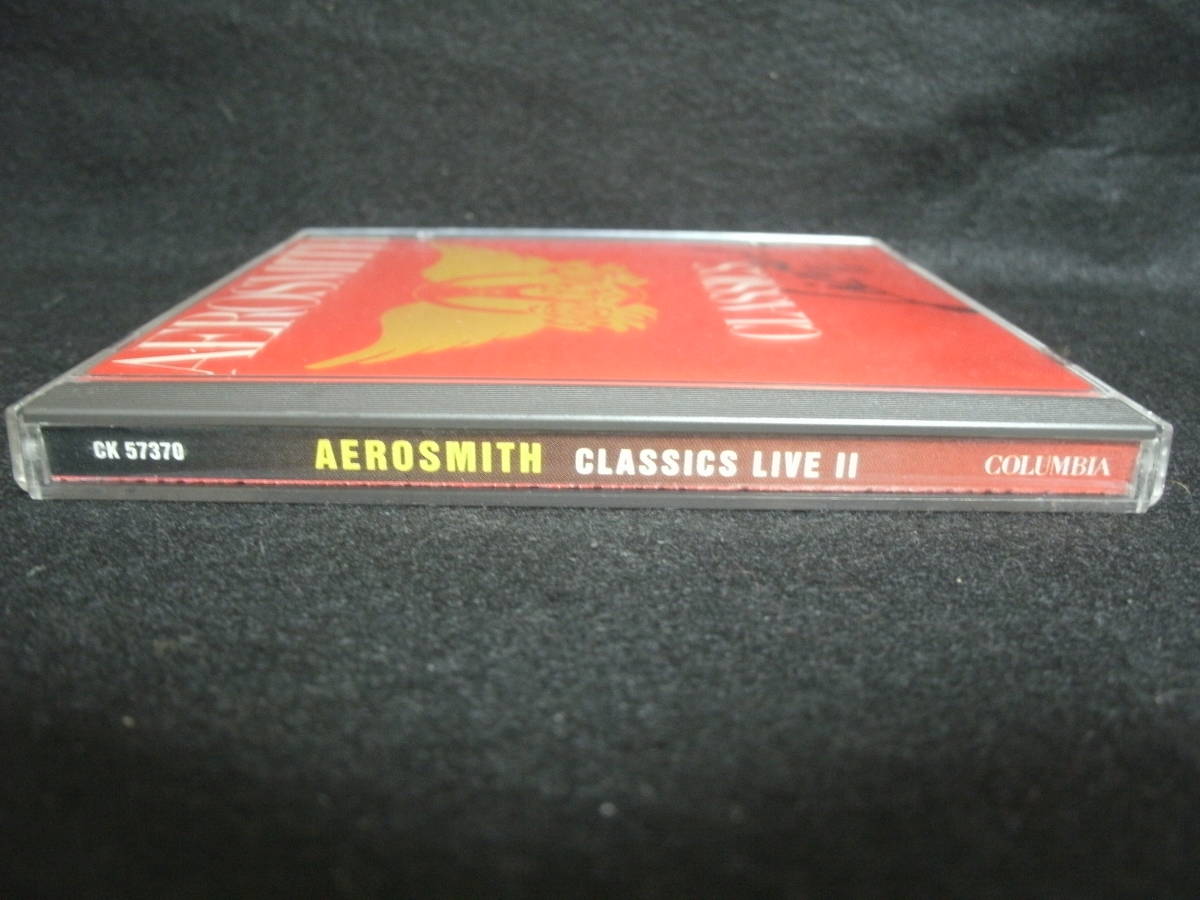 AEROSMITH
CLASSICS
CK 57370 AEROSMITH CLASSICS LIVE II COLUMBIA